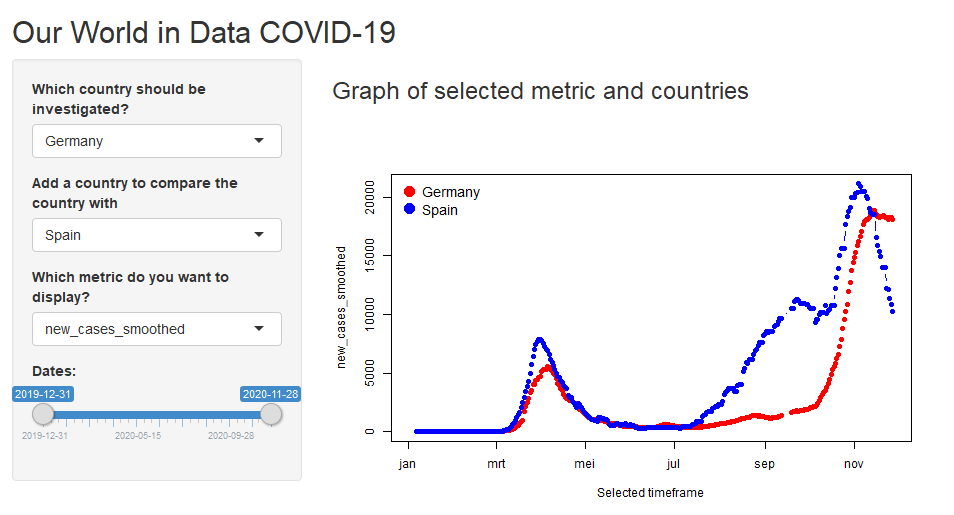 Our World in Data COVID-19
Which country should be
investigated?
Germany
Add a country to compare the
country with
Spain
Which metric do you want to
display?
new_cases_smoothed
Dates:
2019-12-31 2020-11-28
2019-12-31 2020-05-15 2020-09-28
Graph of selected metric and countries
Germany
Spain
new_cases_smoothed
20000
15000
10000
5000
0
jan mrt mei jul sep nov
Selected timeframe